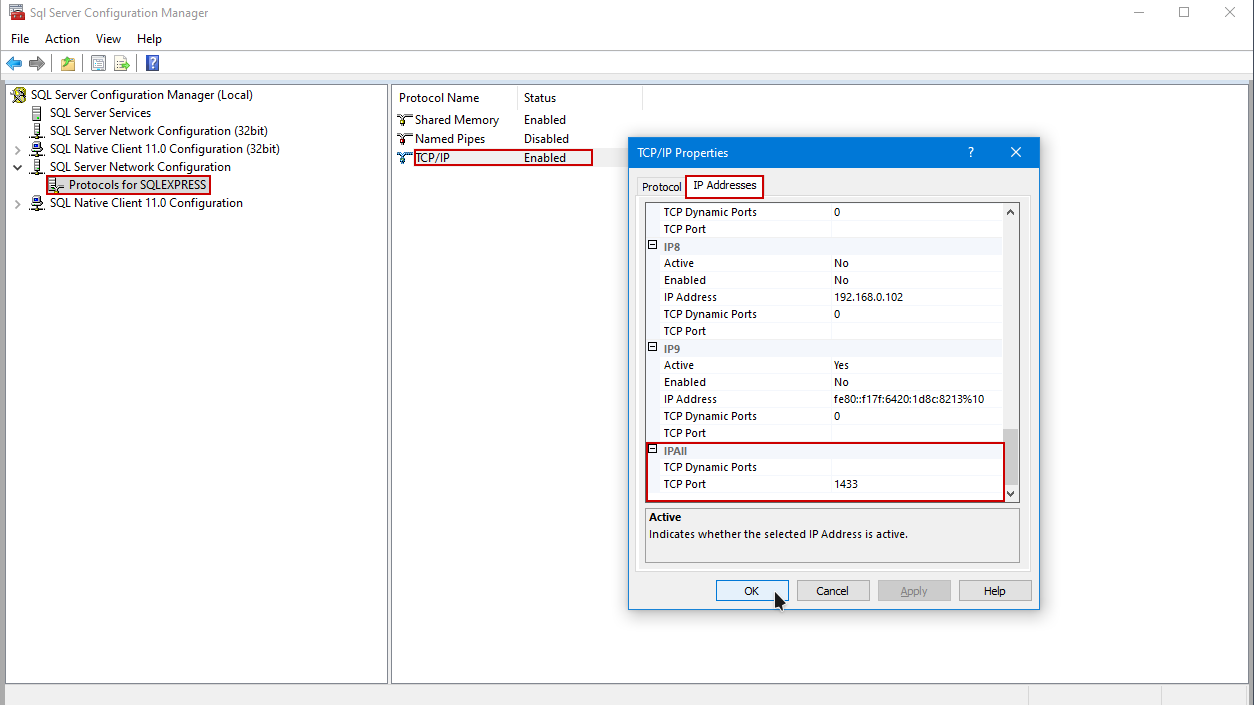 Sql Server Configuration Manager
File Action View Help
SQL Server Configuration Manager (Local)
SQL Server Services
SQL Server Network Configuration (32bit)
SQL Native Client 11.0 Configuration (32bit)
SQL Server Network Configuration
Protocols for SQLEXPRESS
SQL Native Client 11.0 Configuration
Protocol Name Status
Shared Memory Enabled
Named Pipes Disabled
TCP/IP Enabled
TCP/IP Properties
Protocol IP Addresses
TCP Dynamic Ports 0
TCP Port
IP8
Active No
Enabled No
IP Address 192.168.0.102
TCP Dynamic Ports 0
TCP Port
IP9
Active Yes
Enabled No
IP Address fe80::f17f:6420:1d8c:8213%10
TCP Dynamic Ports 0
TCP Port
IPAll
TCP Dynamic Ports
TCP Port 1433
Active
Indicates whether the selected IP Address is active.
OK Cancel Apply Help